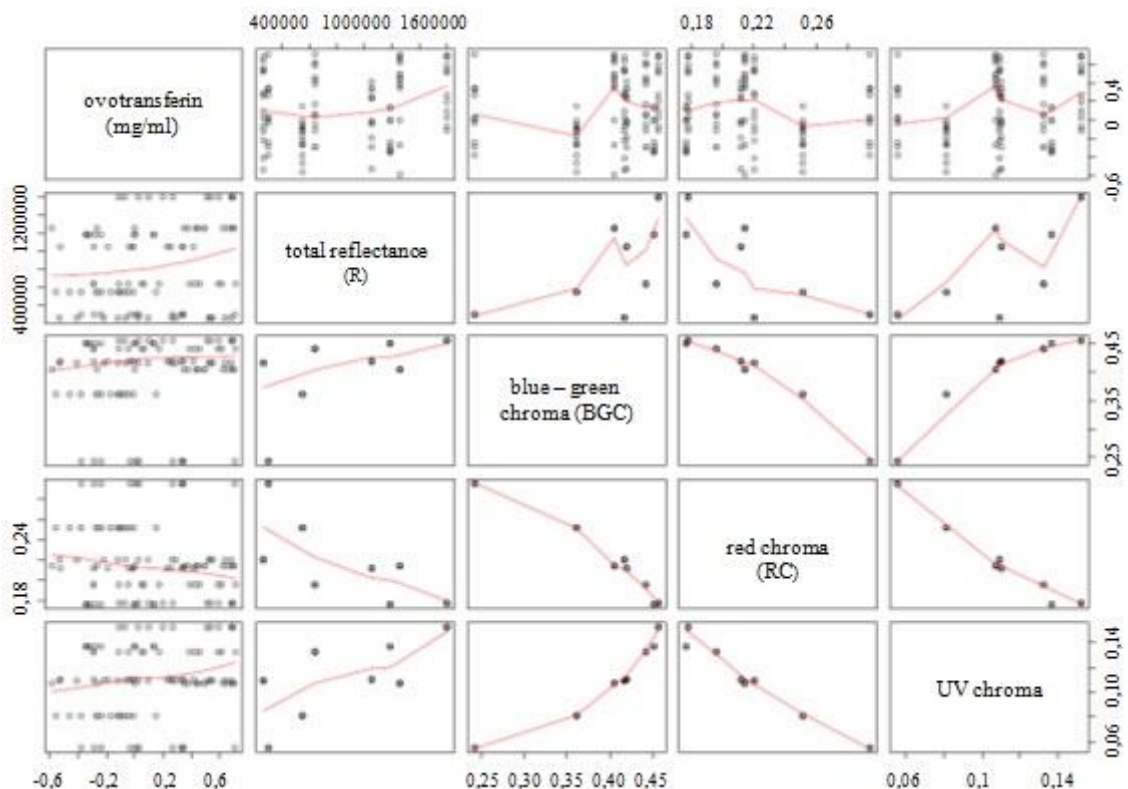 400000 1000000 1600000
0,18 0,22 0,26
ovotransferin
(mg/ml)
-0,6 0 0,4
400000 1200000
total reflectance
(R)
blue – green
chroma (BGC)
0,25 0,35 0,45
0,18 0,24
red chroma
(RC)
UV chroma
0,06 0,10 0,14
-0,6 -0,2 0,2 0,6
0,25 0,30 0,35 0,40 0,45
0,06 0,1 0,14